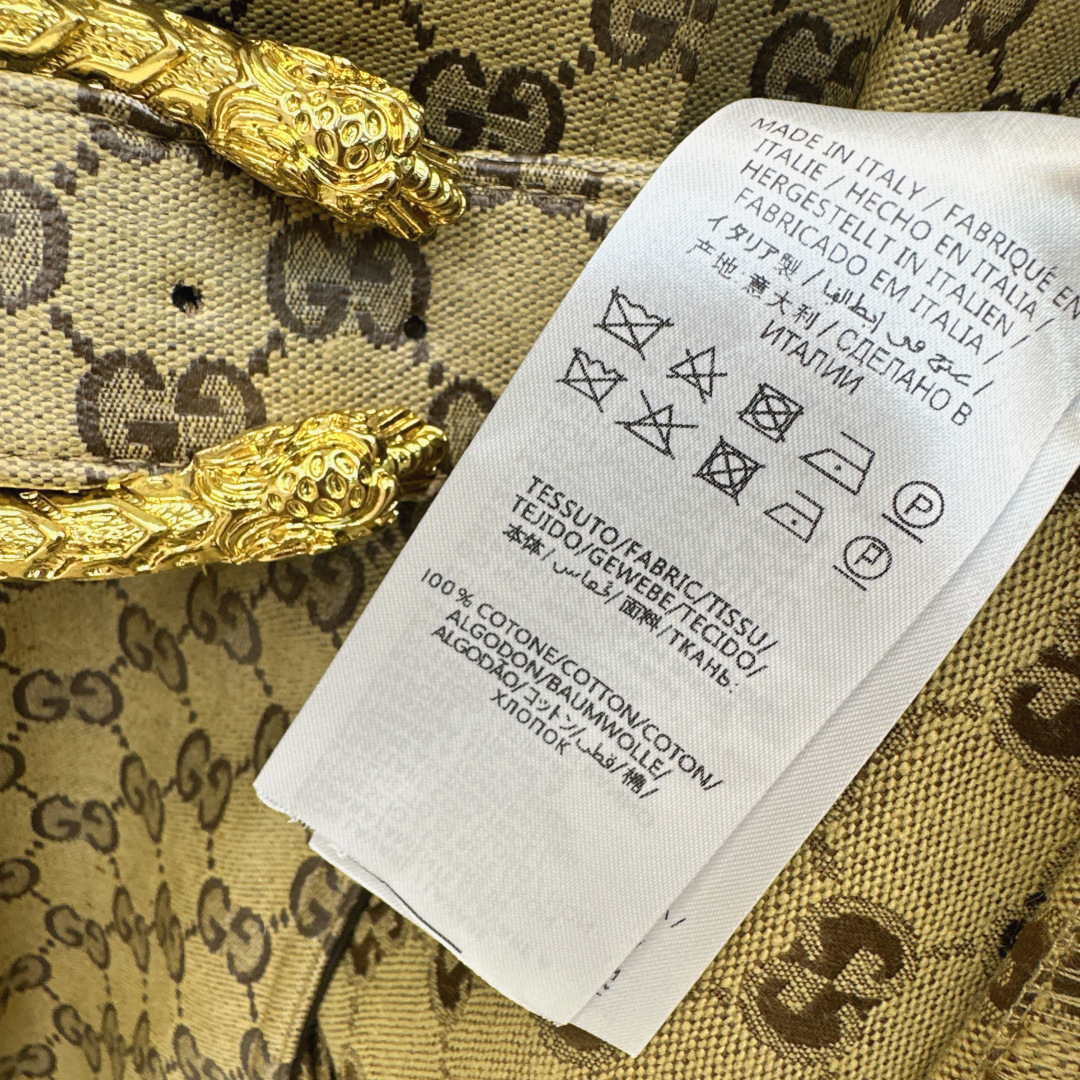 MADE IN ITALY / FABRIQUÉ EN
ITALIE / HECHO EN ITALIA /
HERGESTELLT IN ITALIEN /
FABRICADO EM ITALIA /
イタリア製 / صنع في إيطاليا /
产地 意大利 / СДЕЛАНО В
ИТАЛИИ
P
P
TESSUTO/FABRIC/TISSU/
TEJIDO/GEWEBE/TECIDO/
本体/قماس/面料/ТКАНЬ:
100% COTONE/COTTON/COTON/
ALGODON/BAUMWOLLE/
ALGODÃO/コットン/قطن/棉/
ХЛОПОК